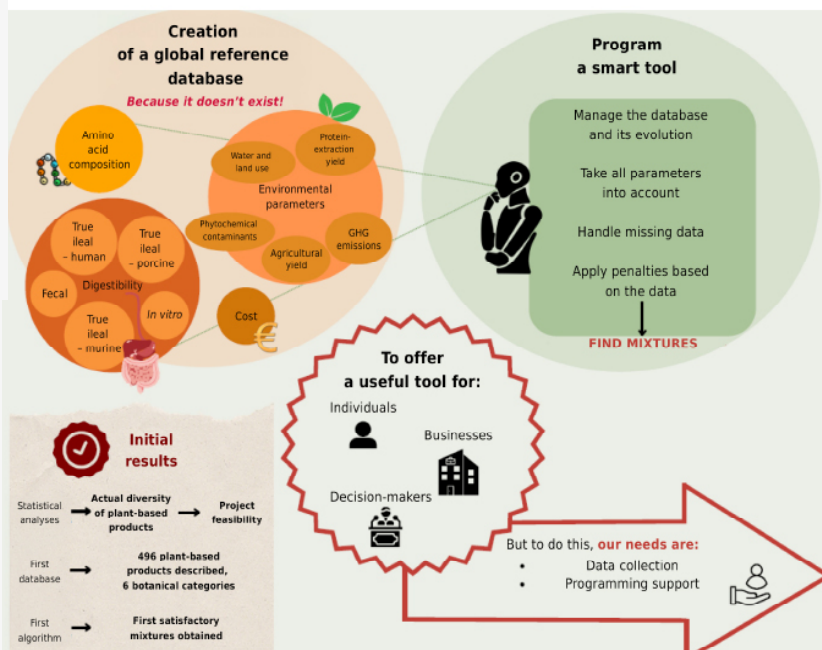 Creation
of a global reference
database
Because it doesn't exist!
Amino
acid
composition
Water and
land use
Protein-
extraction
yield
Environmental
parameters
Phytochemical
contaminants
Agricultural
yield
GHG
emissions
True
ileal
– human
True
ileal
– porcine
Digestibility
Fecal
In vitro
True
ileal
– murine
Cost
€
Program
a smart tool
Manage the database
and its evolution
Take all parameters
into account
Handle missing data
Apply penalties based
on the data
FIND MIXTURES
To offer
a useful tool for:
Individuals
Businesses
Decision-makers
Initial
results
Statistical
analyses
Actual diversity
of plant-based
products
Project
feasibility
First
database
496 plant-based
products described,
6 botanical categories
First
algorithm
First satisfactory
mixtures obtained
But to do this, our needs are:
• Data collection
• Programming support